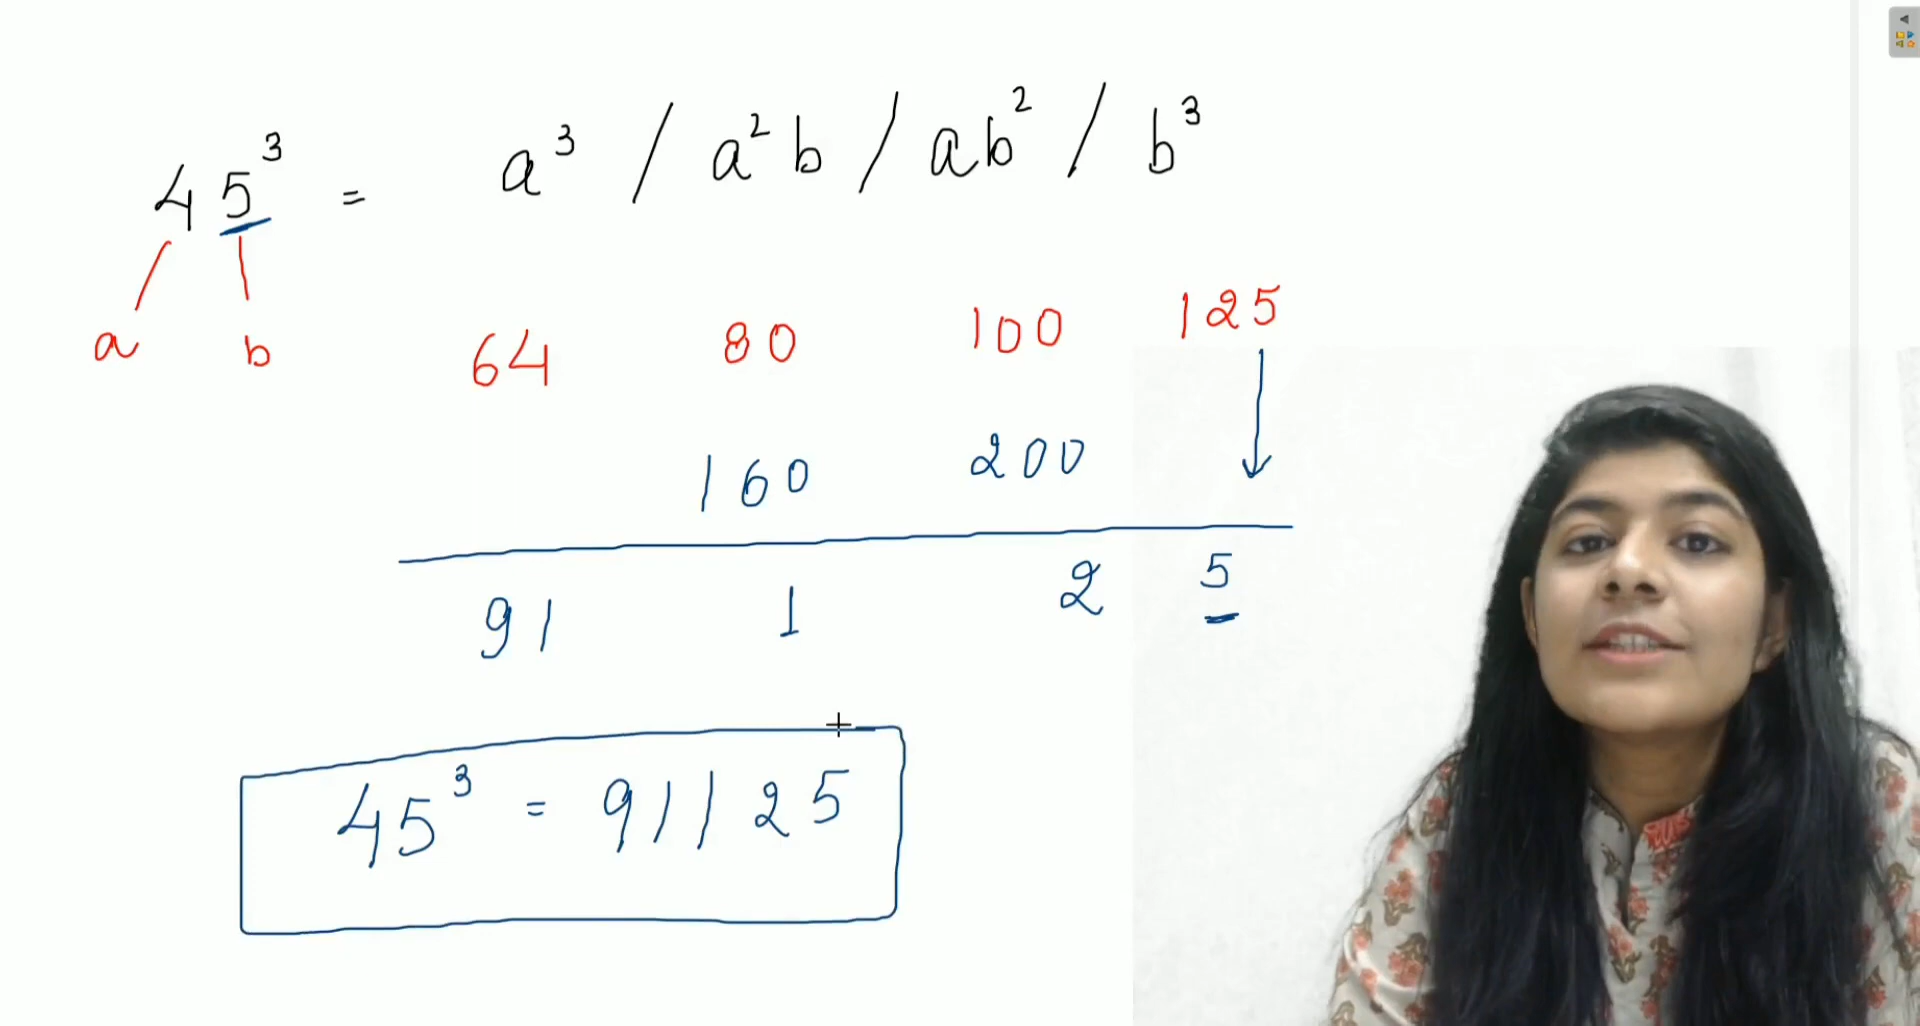 45³ = a³ / a²b / ab² / b³
a b 64 80 100 125
160 200
91 1 2 5
45³ = 91125